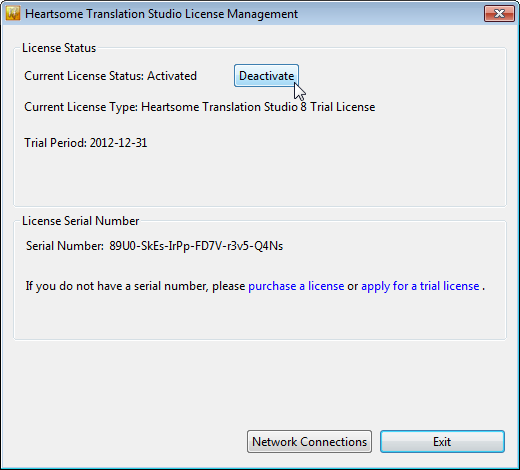 Heartsome Translation Studio License Management
License Status
Current License Status: Activated
Deactivate
Current License Type: Heartsome Translation Studio 8 Trial License
Trial Period: 2012-12-31
License Serial Number
Serial Number: 89U0-SkEs-IrPp-FD7V-r3v5-Q4Ns
If you do not have a serial number, please purchase a license or apply for a trial license .
Network Connections
Exit